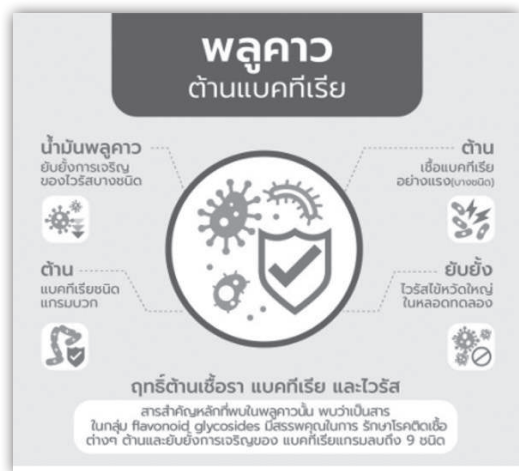 พลูคาว
ต้านแบคทีเรีย
น้ำมันพลูคาว
ยับยั้งการเจริญ
ของไวรัสบางชนิด
ต้าน
เชื้อแบคทีเรีย
อย่างแรง(บางชนิด)
ต้าน
แบคทีเรียชนิด
แกรมบวก
ยับยั้ง
ไวรัสไข้หวัดใหญ่
ในหลอดทดลอง
ฤทธิ์ต้านเชื้อรา แบคทีเรีย และไวรัส
สารสำคัญหลักที่พบในพลูคาวนั้น พบว่าเป็นสาร
ในกลุ่ม flavonoid glycosides มีสรรพคุณในการ รักษาโรคติดเชื้อ
ต่างๆ ต้านและยับยั้งการเจริญของ แบคทีเรียแกรมลบถึง 9 ชนิด